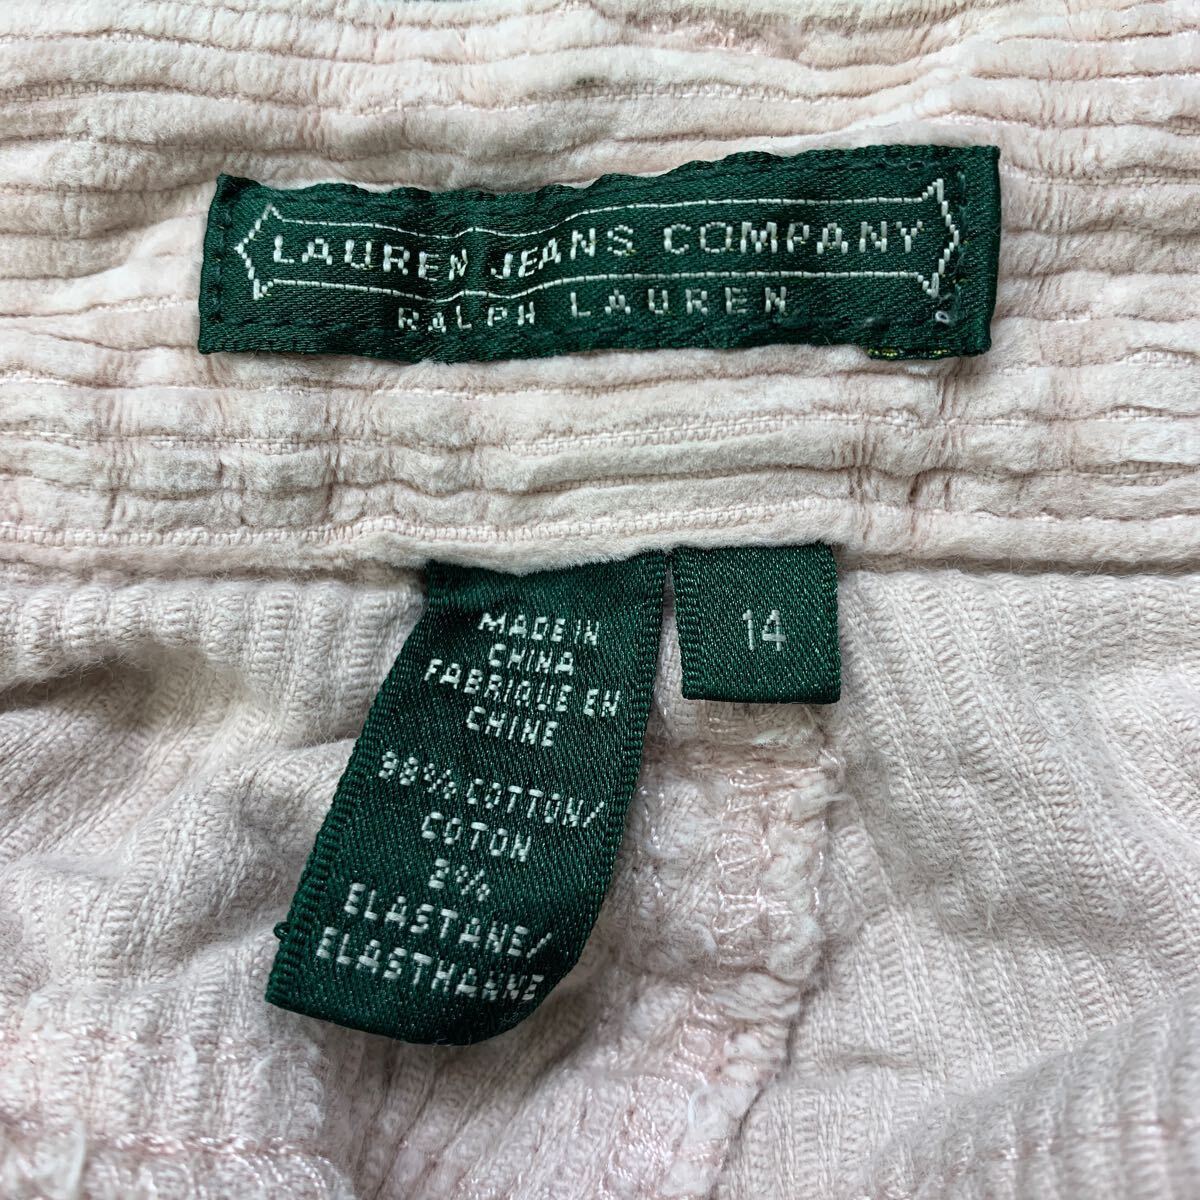 LAUREN JEANS COMPANY
RALPH LAUREN
14
MADE IN
CHINA
FABRIQUE EN
CHINE
98% COTTON/
COTON
2%
ELASTANE/
ELASTHANNE